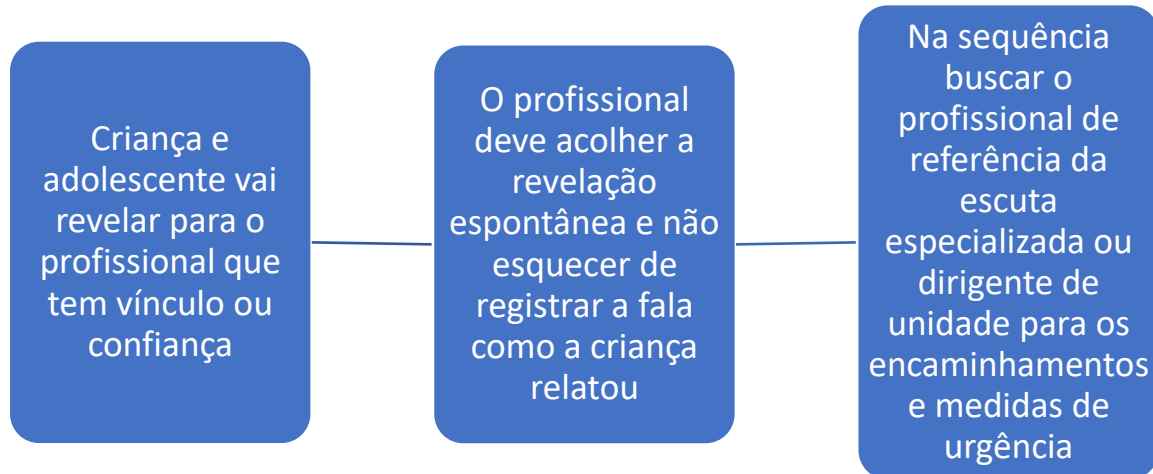 Criança e
adolescente vai
revelar para o
profissional que
tem vínculo ou
confiança
O profissional
deve acolher a
revelação
espontânea e não
esquecer de
registrar a fala
como a criança
relatou
Na sequência
buscar o
profissional de
referência da
escuta
especializada ou
dirigente de
unidade para os
encaminhamentos
e medidas de
urgência